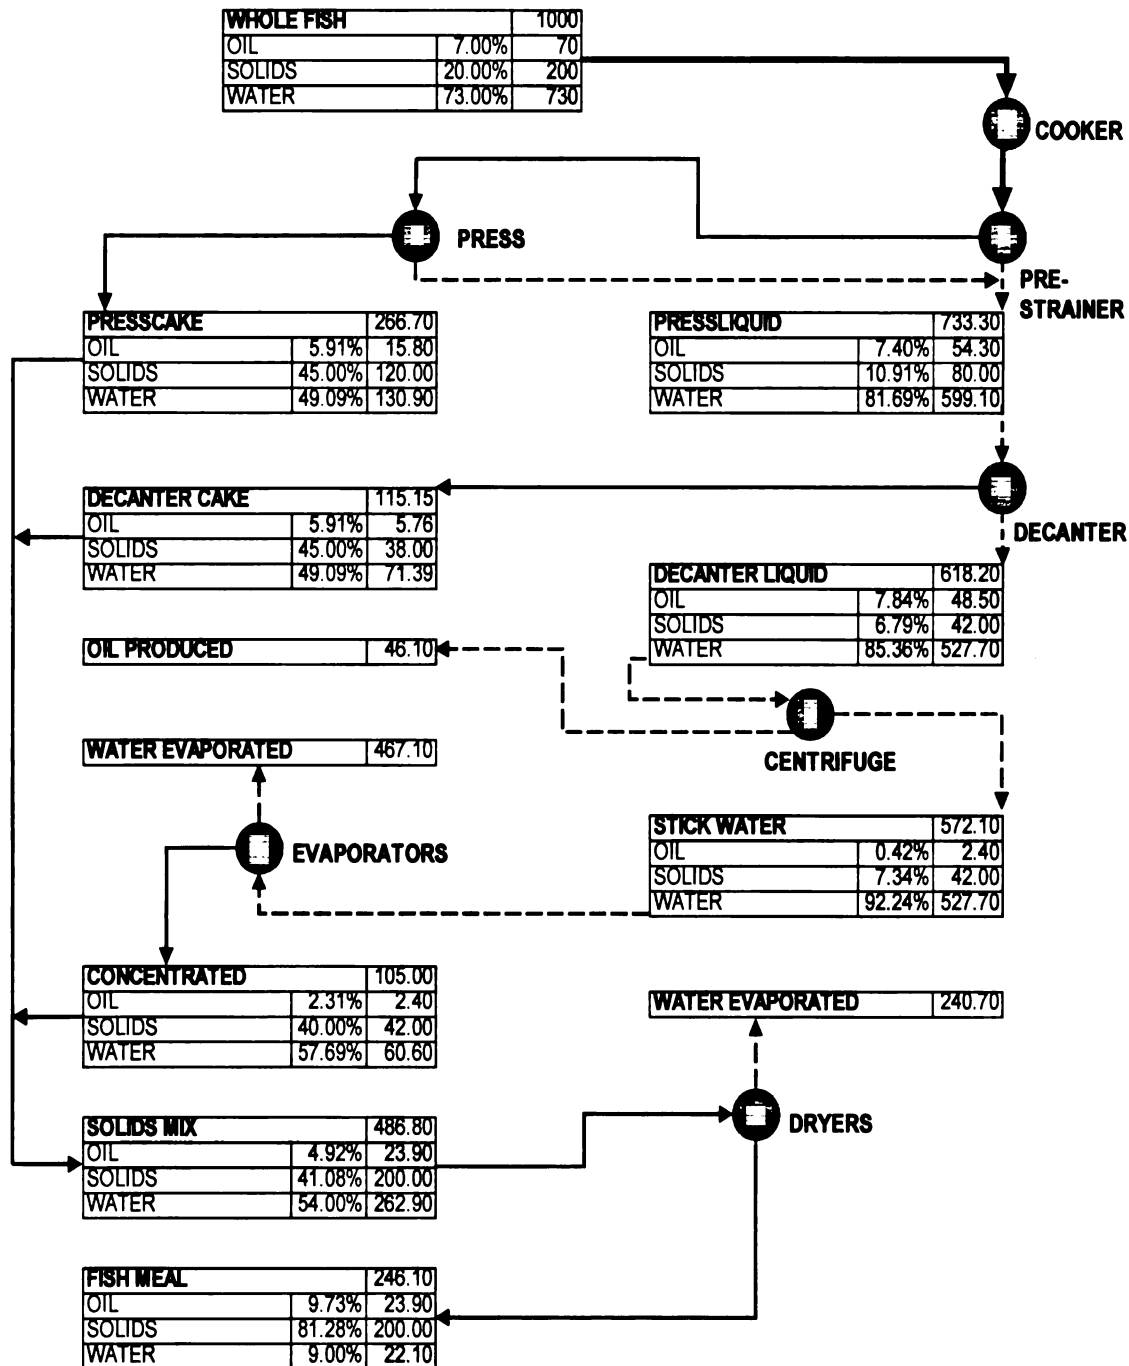 WHOLE FISH 1000
OIL 7.00% 70
SOLIDS 20.00% 200
WATER 73.00% 730
COOKER
PRESS
PRE-
STRAINER
PRESSCAKE 266.70
OIL 5.91% 15.80
SOLIDS 45.00% 120.00
WATER 49.09% 130.90
PRESSLIQUID 733.30
OIL 7.40% 54.30
SOLIDS 10.91% 80.00
WATER 81.69% 599.10
DECANTER CAKE 115.15
OIL 5.91% 5.76
SOLIDS 45.00% 38.00
WATER 49.09% 71.39
DECANTER
DECANTER LIQUID 618.20
OIL 7.84% 48.50
SOLIDS 6.79% 42.00
WATER 85.36% 527.70
OIL PRODUCED 46.10
CENTRIFUGE
WATER EVAPORATED 467.10
EVAPORATORS
STICK WATER 572.10
OIL 0.42% 2.40
SOLIDS 7.34% 42.00
WATER 92.24% 527.70
CONCENTRATED 105.00
OIL 2.31% 2.40
SOLIDS 40.00% 42.00
WATER 57.69% 60.60
WATER EVAPORATED 240.70
DRYERS
SOLIDS MIX 486.80
OIL 4.92% 23.90
SOLIDS 41.08% 200.00
WATER 54.00% 262.90
FISH MEAL 246.10
OIL 9.73% 23.90
SOLIDS 81.28% 200.00
WATER 9.00% 22.10